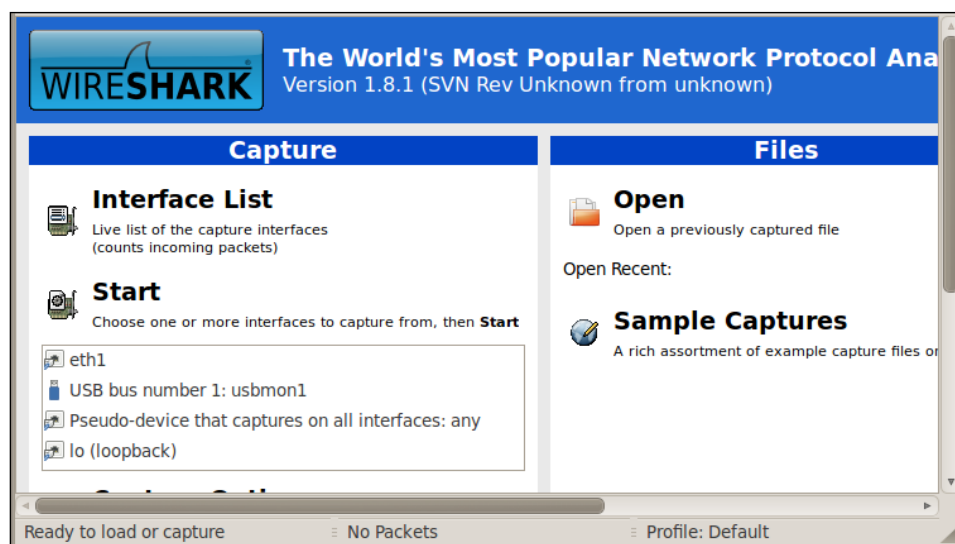 WIRESHARK
The World's Most Popular Network Protocol Ana
Version 1.8.1 (SVN Rev Unknown from unknown)
Capture
Interface List
Live list of the capture interfaces
(counts incoming packets)
Start
Choose one or more interfaces to capture from, then Start
eth1
USB bus number 1: usbmon1
Pseudo-device that captures on all interfaces: any
lo (loopback)
Files
Open
Open a previously captured file
Open Recent:
Sample Captures
A rich assortment of example capture files
Ready to load or capture
No Packets
Profile: Default